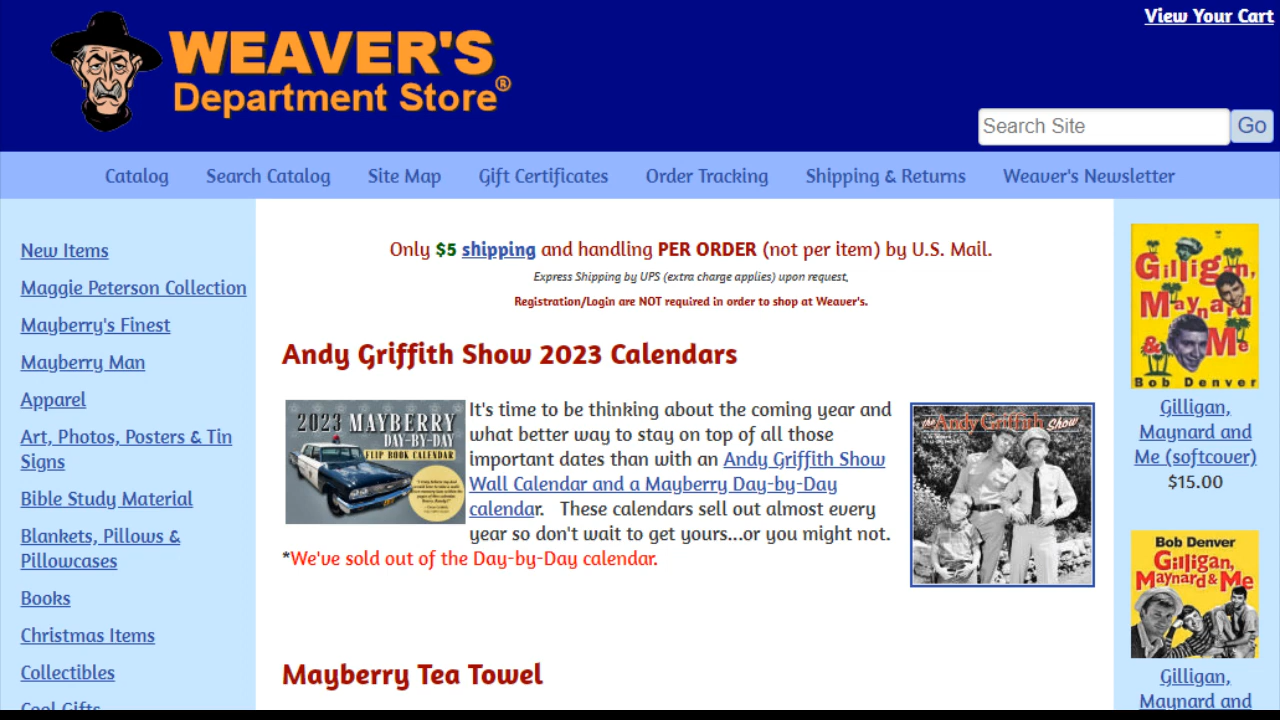 View Your Cart
WEAVER'S
Department Store®
Search Site
Go
Catalog
Search Catalog
Site Map
Gift Certificates
Order Tracking
Shipping & Returns
Weaver's Newsletter
New Items
Maggie Peterson Collection
Mayberry's Finest
Mayberry Man
Apparel
Art, Photos, Posters & Tin
Signs
Bible Study Material
Blankets, Pillows &
Pillowcases
Books
Christmas Items
Collectibles
Cool Gifts
Only $5 shipping and handling PER ORDER (not per item) by U.S. Mail.
Express Shipping by UPS (extra charge applies) upon request,
Registration/Login are NOT required in order to shop at Weaver's.
Andy Griffith Show 2023 Calendars
2023 MAYBERRY
DAY-BY-DAY
FLIP BOOK CALENDAR
It's time to be thinking about the coming year and
what better way to stay on top of all those
important dates than with an Andy Griffith Show
Wall Calendar and a Mayberry Day-by-Day
calendar. These calendars sell out almost every
year so don't wait to get yours...or you might not.
*We've sold out of the Day-by-Day calendar.
the Andy Griffith Show
Mayberry Tea Towel
Gilligan,
Maynard
& Me
Bob Denver
Gilligan,
Maynard and
Me (softcover)
$15.00
Bob Denver
Gilligan,
Maynard & Me
Gilligan,
Maynard and